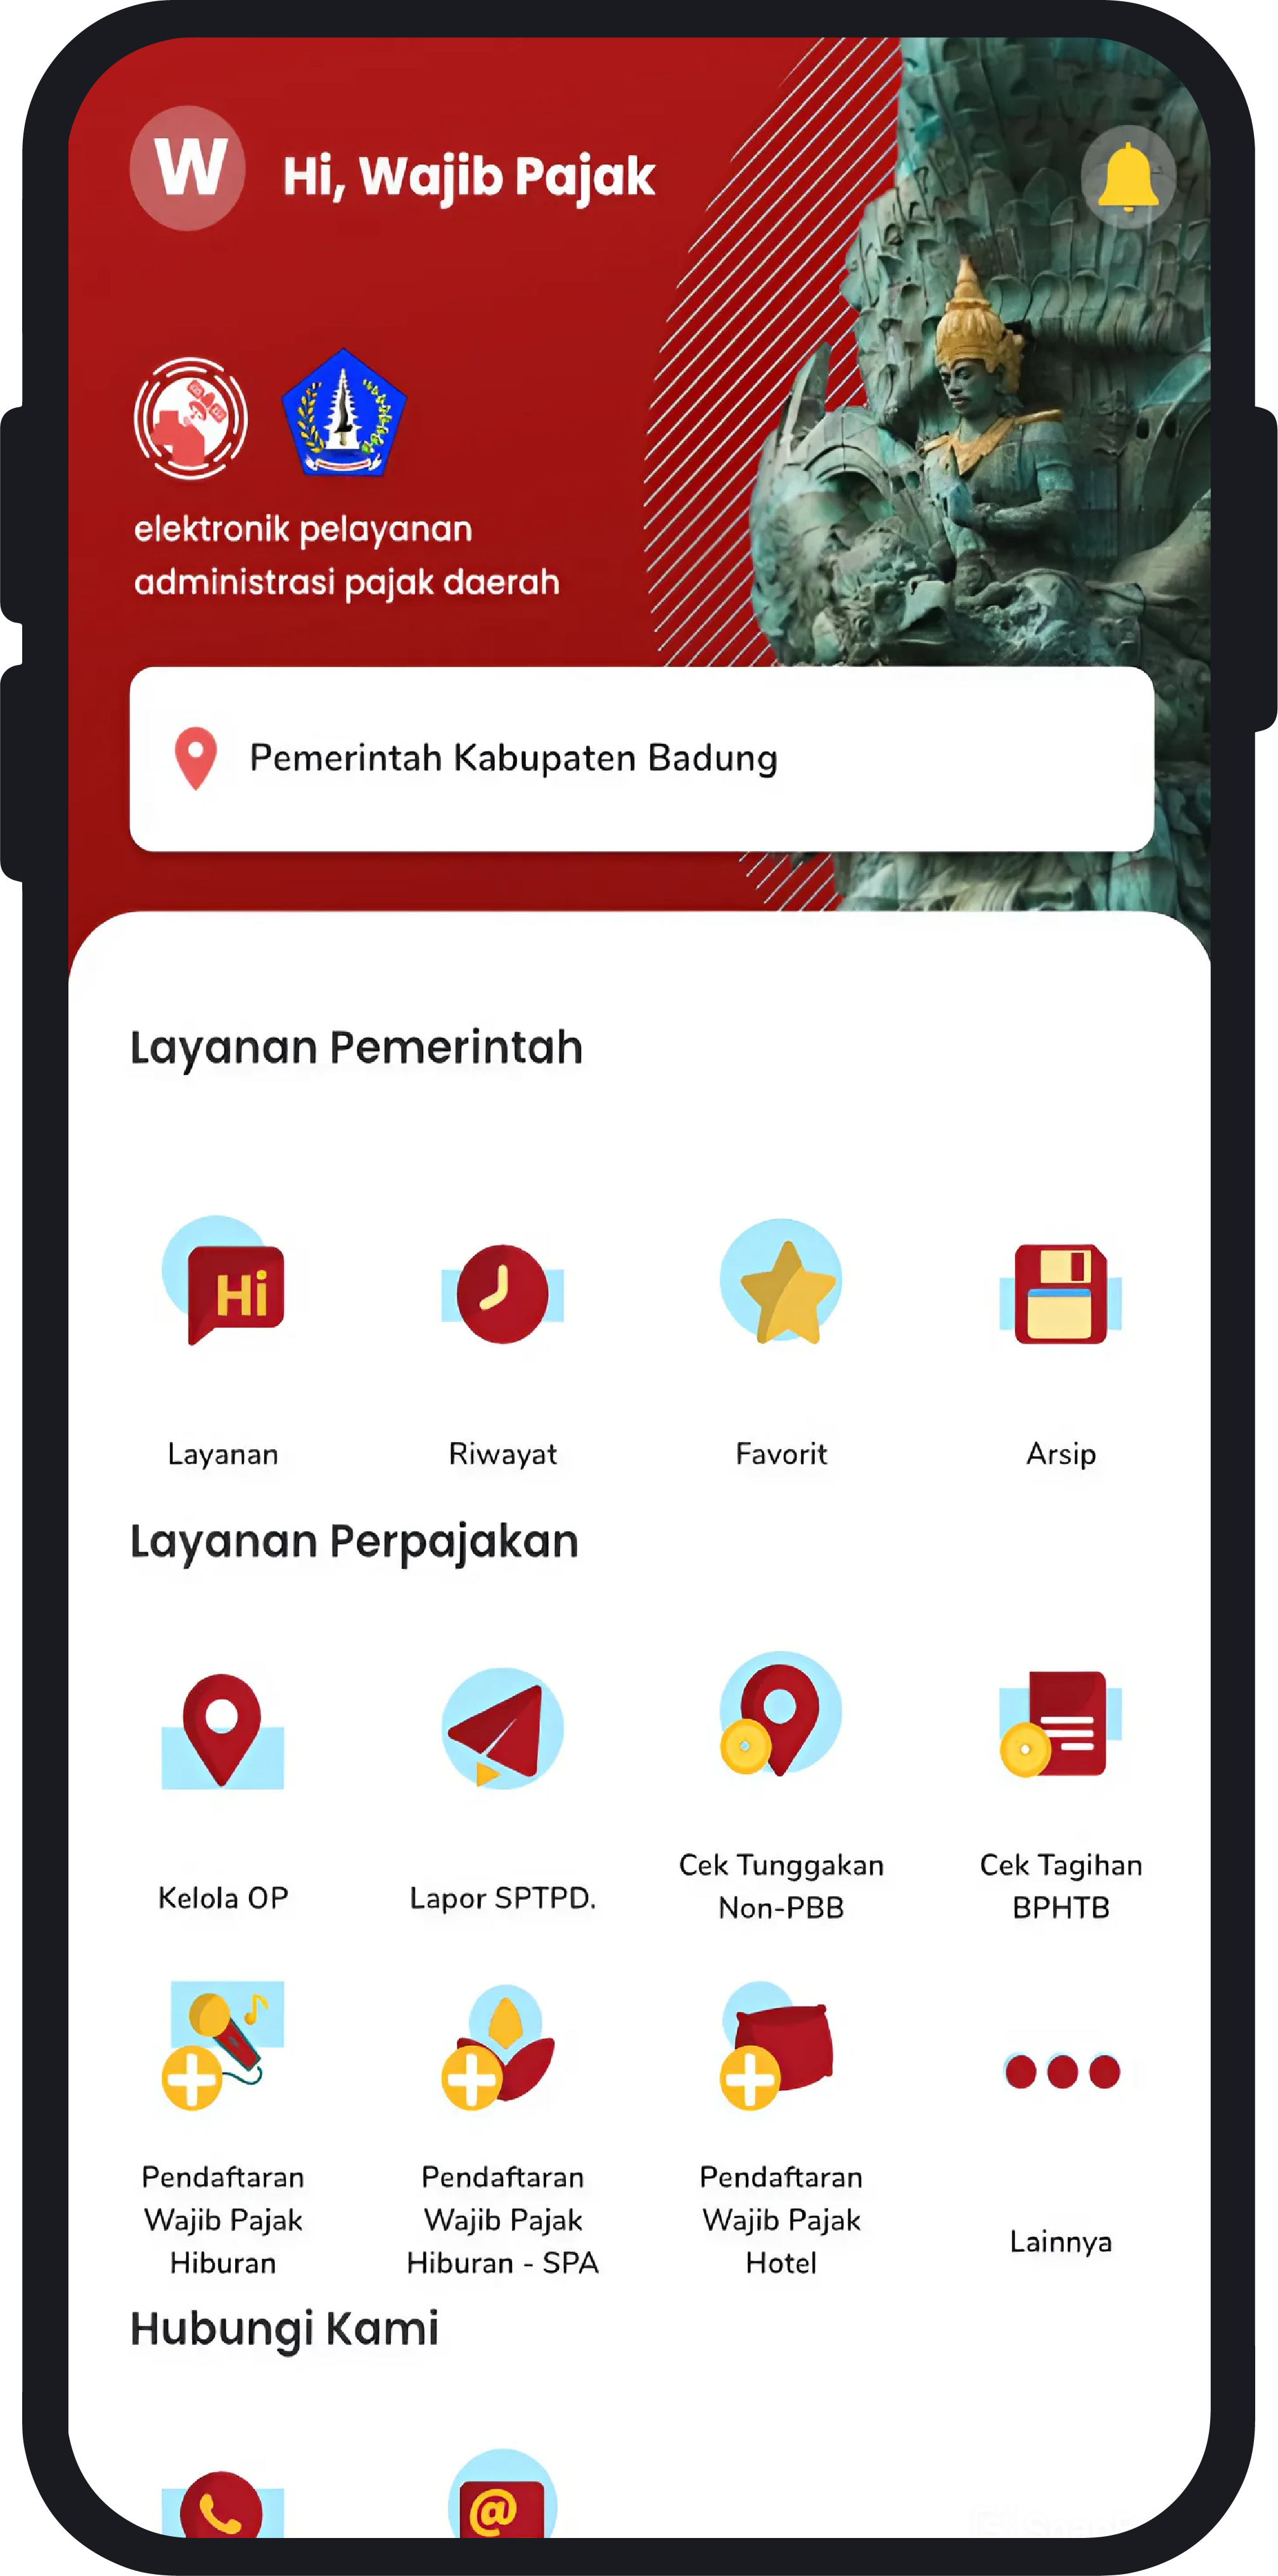 W
Hi, Wajib Pajak
elektronik pelayanan
administrasi pajak daerah
Pemerintah Kabupaten Badung
Layanan Pemerintah
Hi
Layanan
Riwayat
Favorit
Arsip
Layanan Perpajakan
Kelola OP
Lapor SPTPD.
Cek Tunggakan
Non-PBB
Cek Tagihan
BPHTB
Pendaftaran
Wajib Pajak
Hiburan
Pendaftaran
Wajib Pajak
Hiburan - SPA
Pendaftaran
Wajib Pajak
Hotel
Lainnya
Hubungi Kami
@